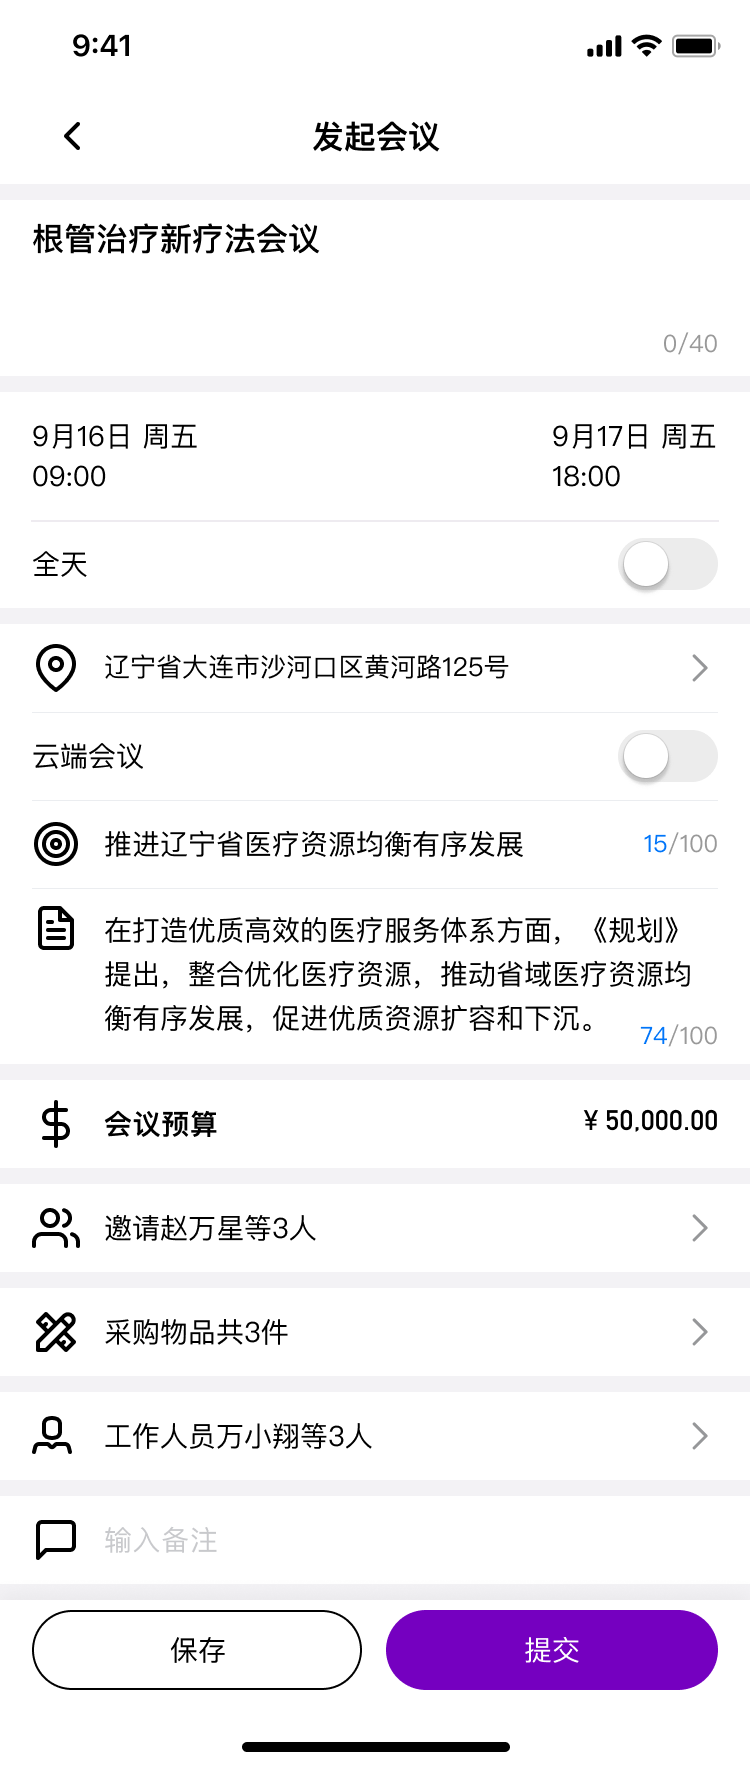 9:41
发起会议
根管治疗新疗法会议
0/40
9月16日 周五
09:00
9月17日 周五
18:00
全天
辽宁省大连市沙河口区黄河路125号
云端会议
推进辽宁省医疗资源均衡有序发展
15/100
在打造优质高效的医疗服务体系方面，《规划》
提出，整合优化医疗资源，推动省域医疗资源均
衡有序发展，促进优质资源扩容和下沉。
74/100
会议预算
¥ 50,000.00
邀请赵万星等3人
采购物品共3件
工作人员万小翔等3人
输入备注
保存
提交